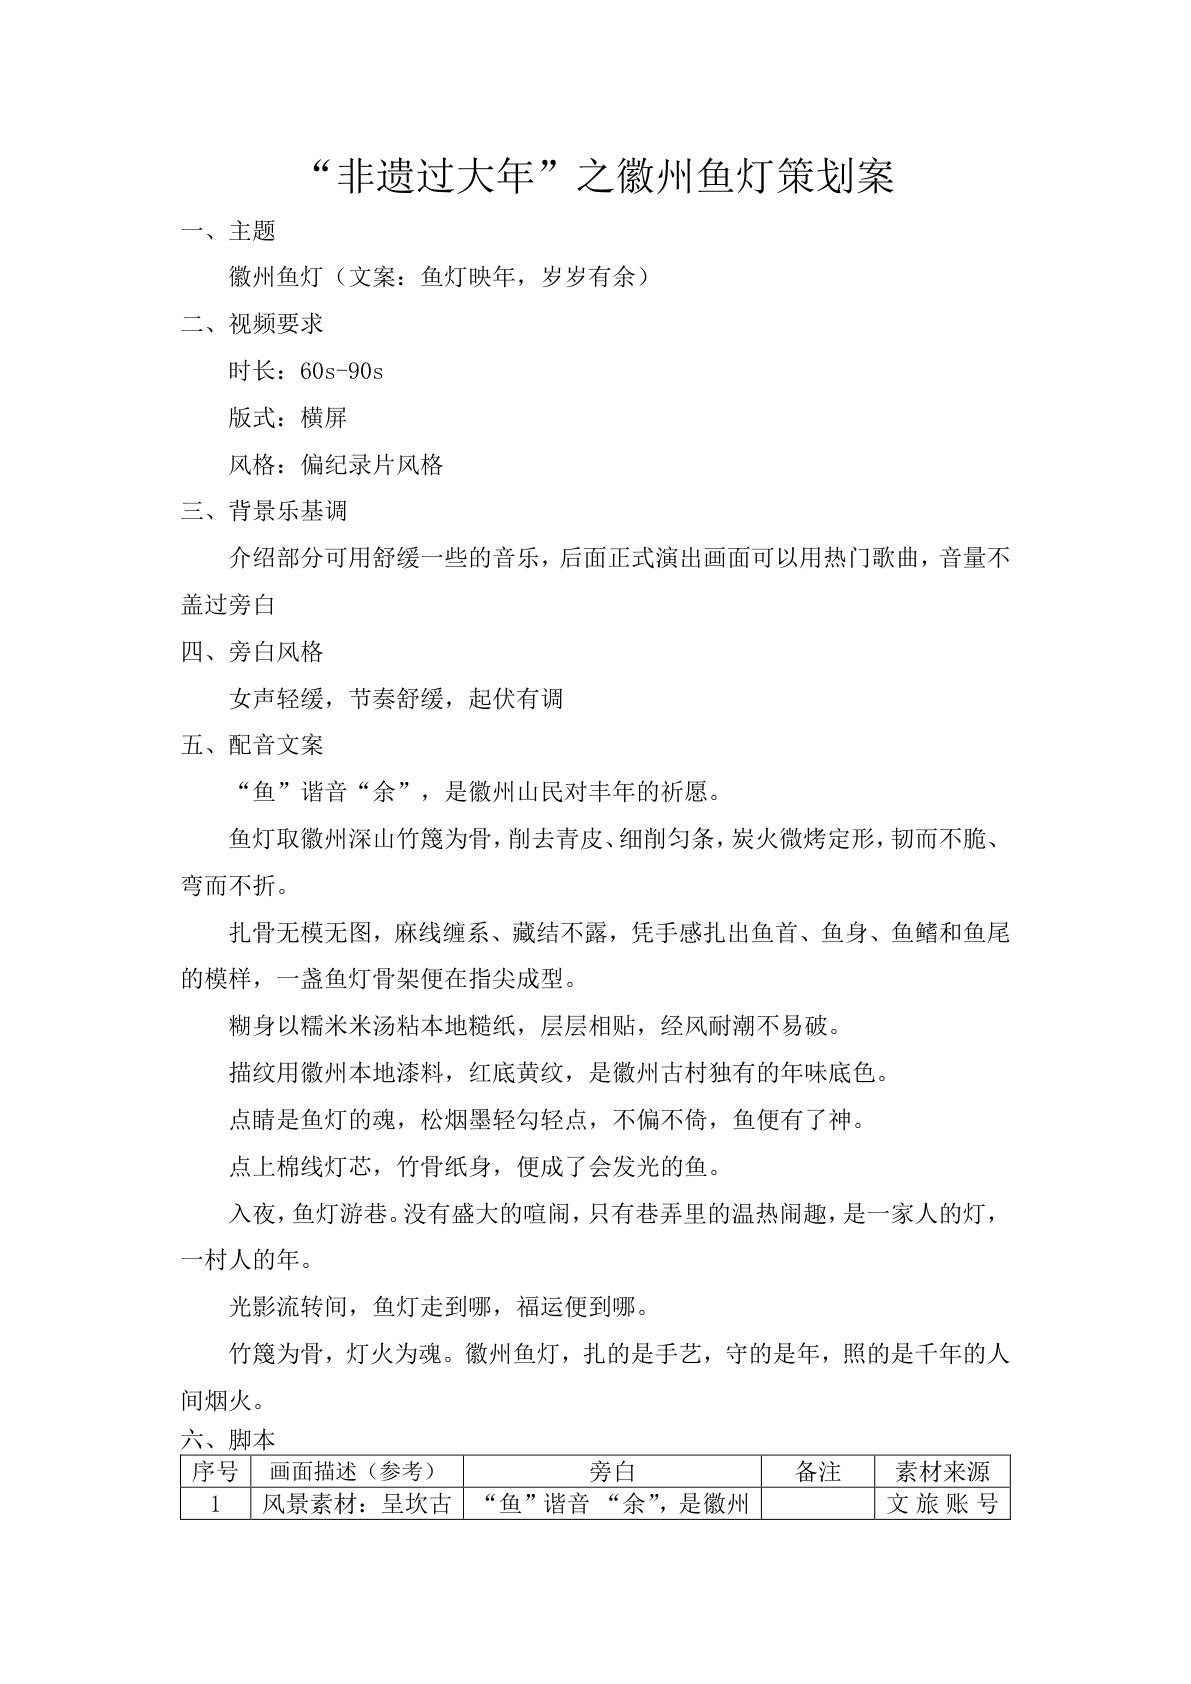 “非遗过大年”之徽州鱼灯策划案
一、主题
徽州鱼灯（文案：鱼灯映年，岁岁有余）
二、视频要求
时长：60s-90s
版式：横屏
风格：偏纪录片风格
三、背景乐基调
介绍部分可用舒缓一些的音乐，后面正式演出画面可以用热门歌曲，音量不
盖过旁白
四、旁白风格
女声轻缓，节奏舒缓，起伏有调
五、配音文案
“鱼”谐音“余”，是徽州山民对丰年的祈愿。
鱼灯取徽州深山竹篾为骨，削去青皮、细削匀条，炭火微烤定形，韧而不脆、
弯而不折。
扎骨无模无图，麻线缠系、藏结不露，凭手感扎出鱼首、鱼身、鱼鳍和鱼尾
的模样，一盏鱼灯骨架便在指尖成型。
糊身以糯米米汤粘本地糙纸，层层相贴，经风耐潮不易破。
描纹用徽州本地漆料，红底黄纹，是徽州古村独有的年味底色。
点睛是鱼灯的魂，松烟墨轻勾轻点，不偏不倚，鱼便有了神。
点上棉线灯芯，竹骨纸身，便成了会发光的鱼。
入夜，鱼灯游巷。没有盛大的喧闹，只有巷弄里的温热闹趣，是一家人的灯，
一村人的年。
光影流转间，鱼灯走到哪，福运便到哪。
竹篾为骨，灯火为魂。徽州鱼灯，扎的是手艺，守的是年，照的是千年的人
间烟火。
六、脚本
序号 画面描述（参考） 旁白 备注 素材来源
1 风景素材：呈坎古 “鱼”谐音 “余”，是徽州 文旅账号